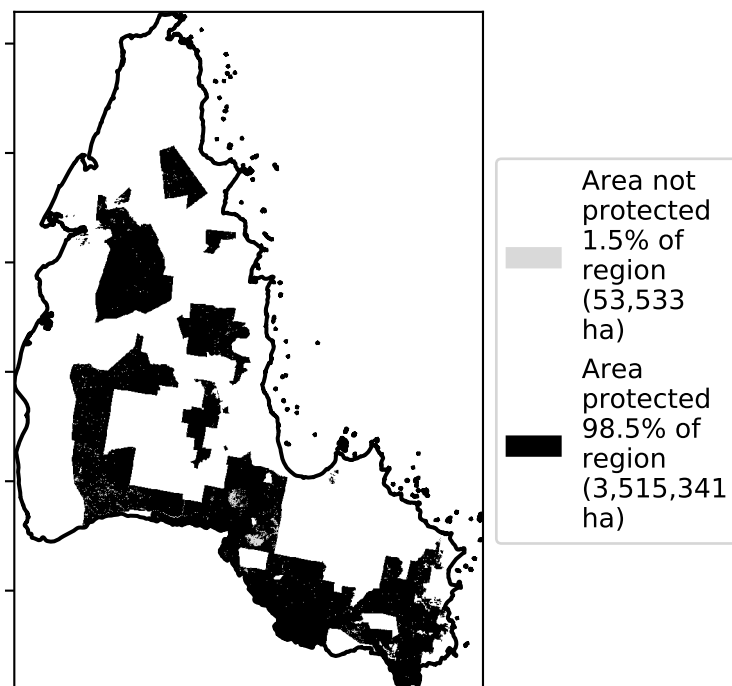 Area not
protected
1.5% of
region
(53,533
ha)
Area
protected
98.5% of
region
(3,515,341
ha)